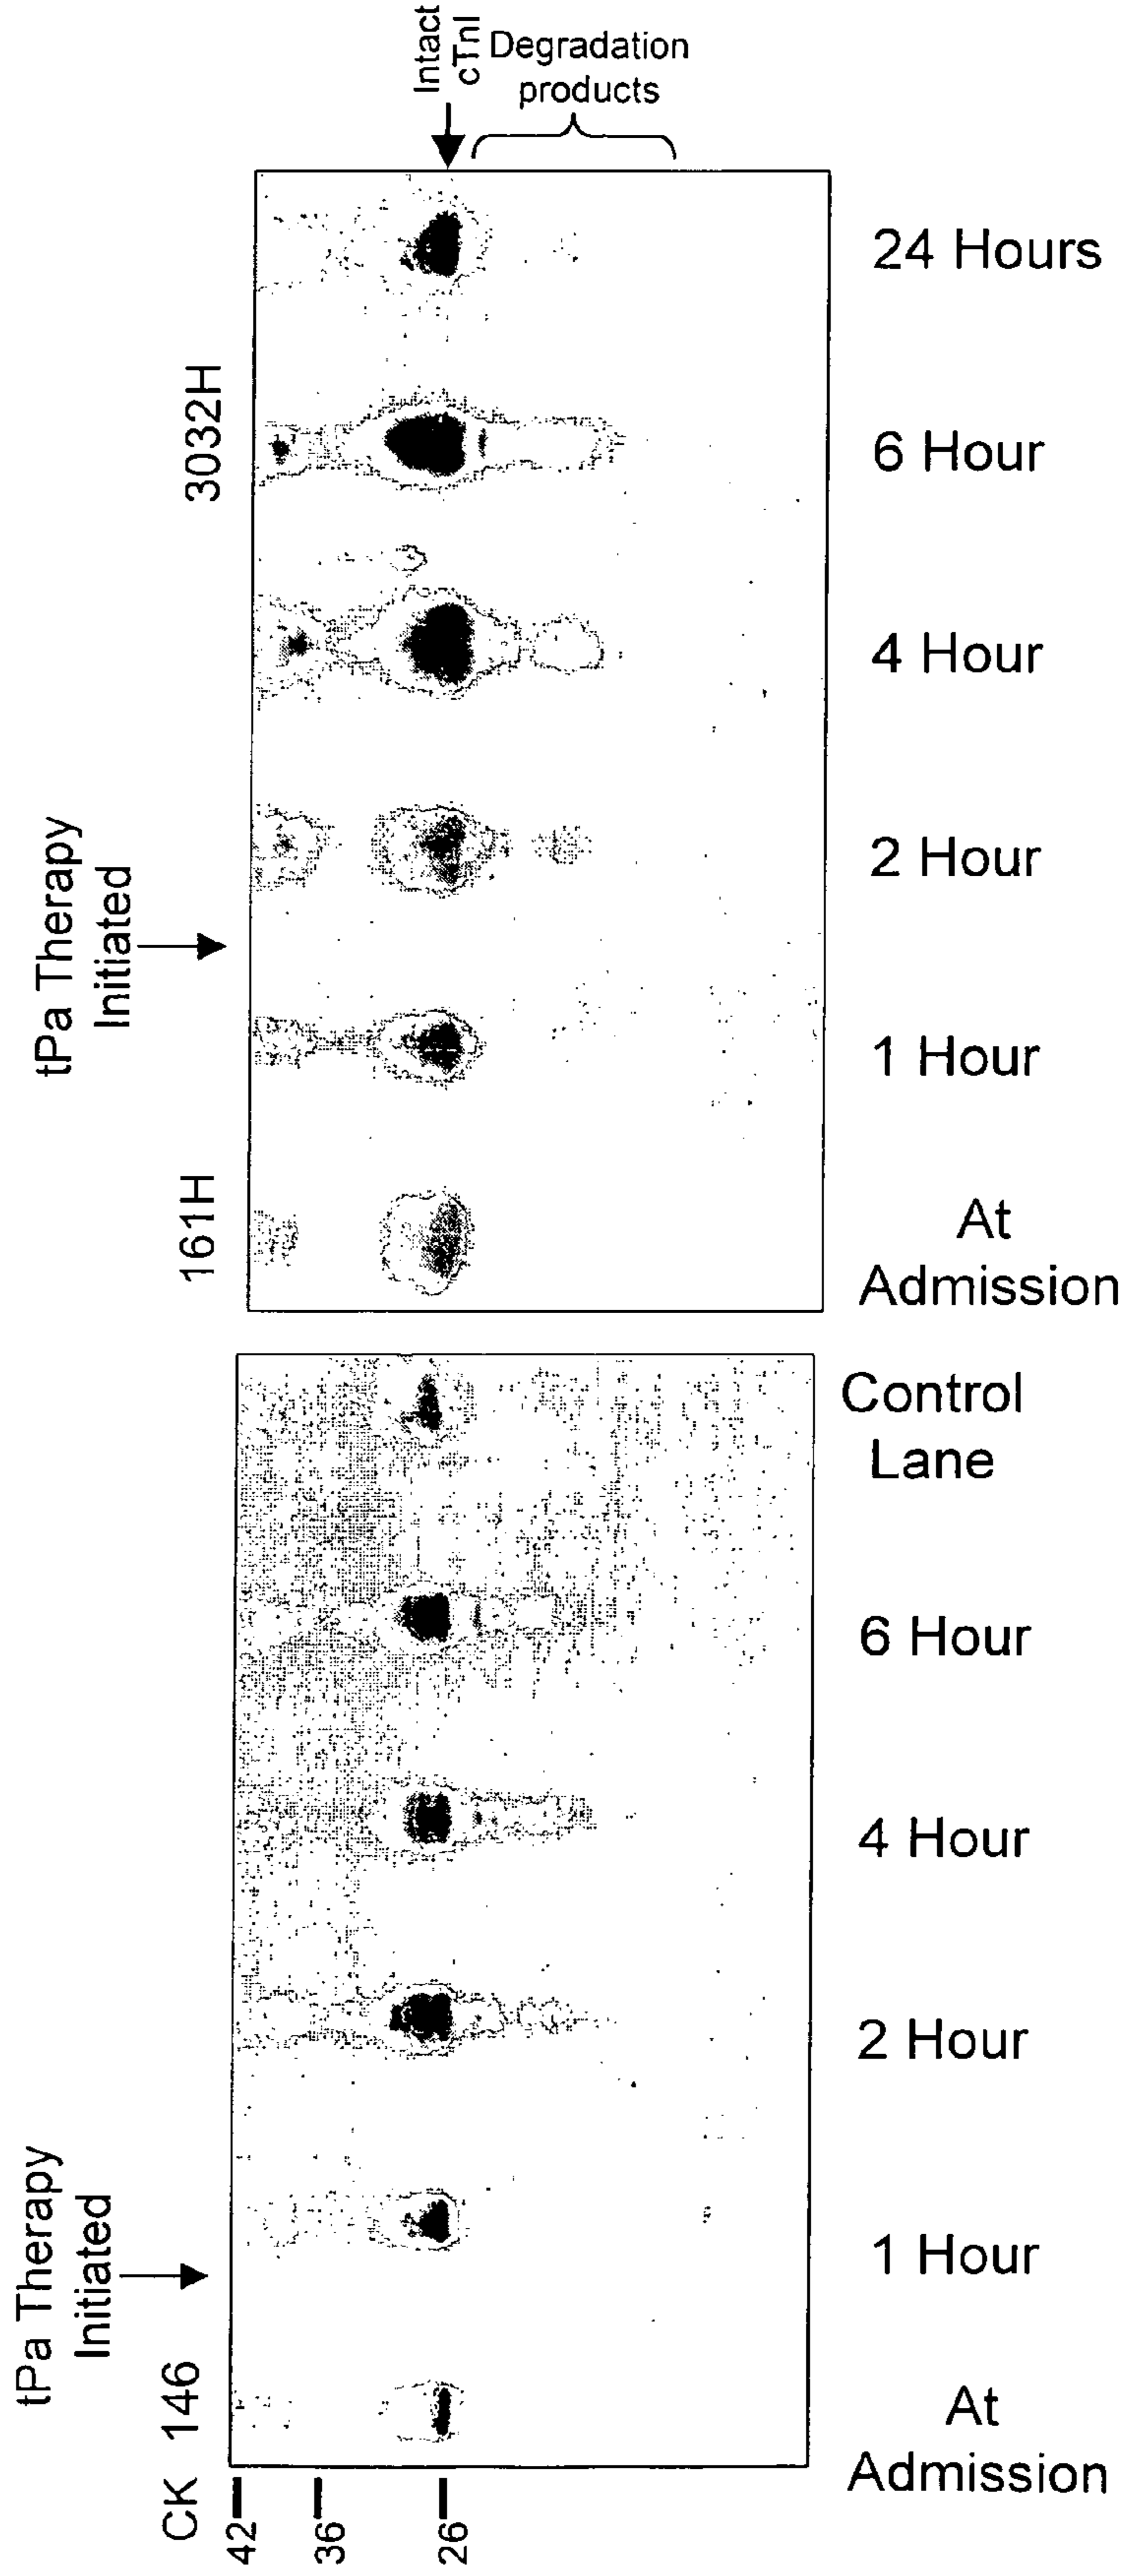 tPa Therapy
Initiated
CK 146
42
36
26
At
Admission
1 Hour
2 Hour
4 Hour
6 Hour
Control
Lane
tPa Therapy
Initiated
161H
3032H
Intact
cTnI
Degradation
products
At
Admission
1 Hour
2 Hour
4 Hour
6 Hour
24 Hours